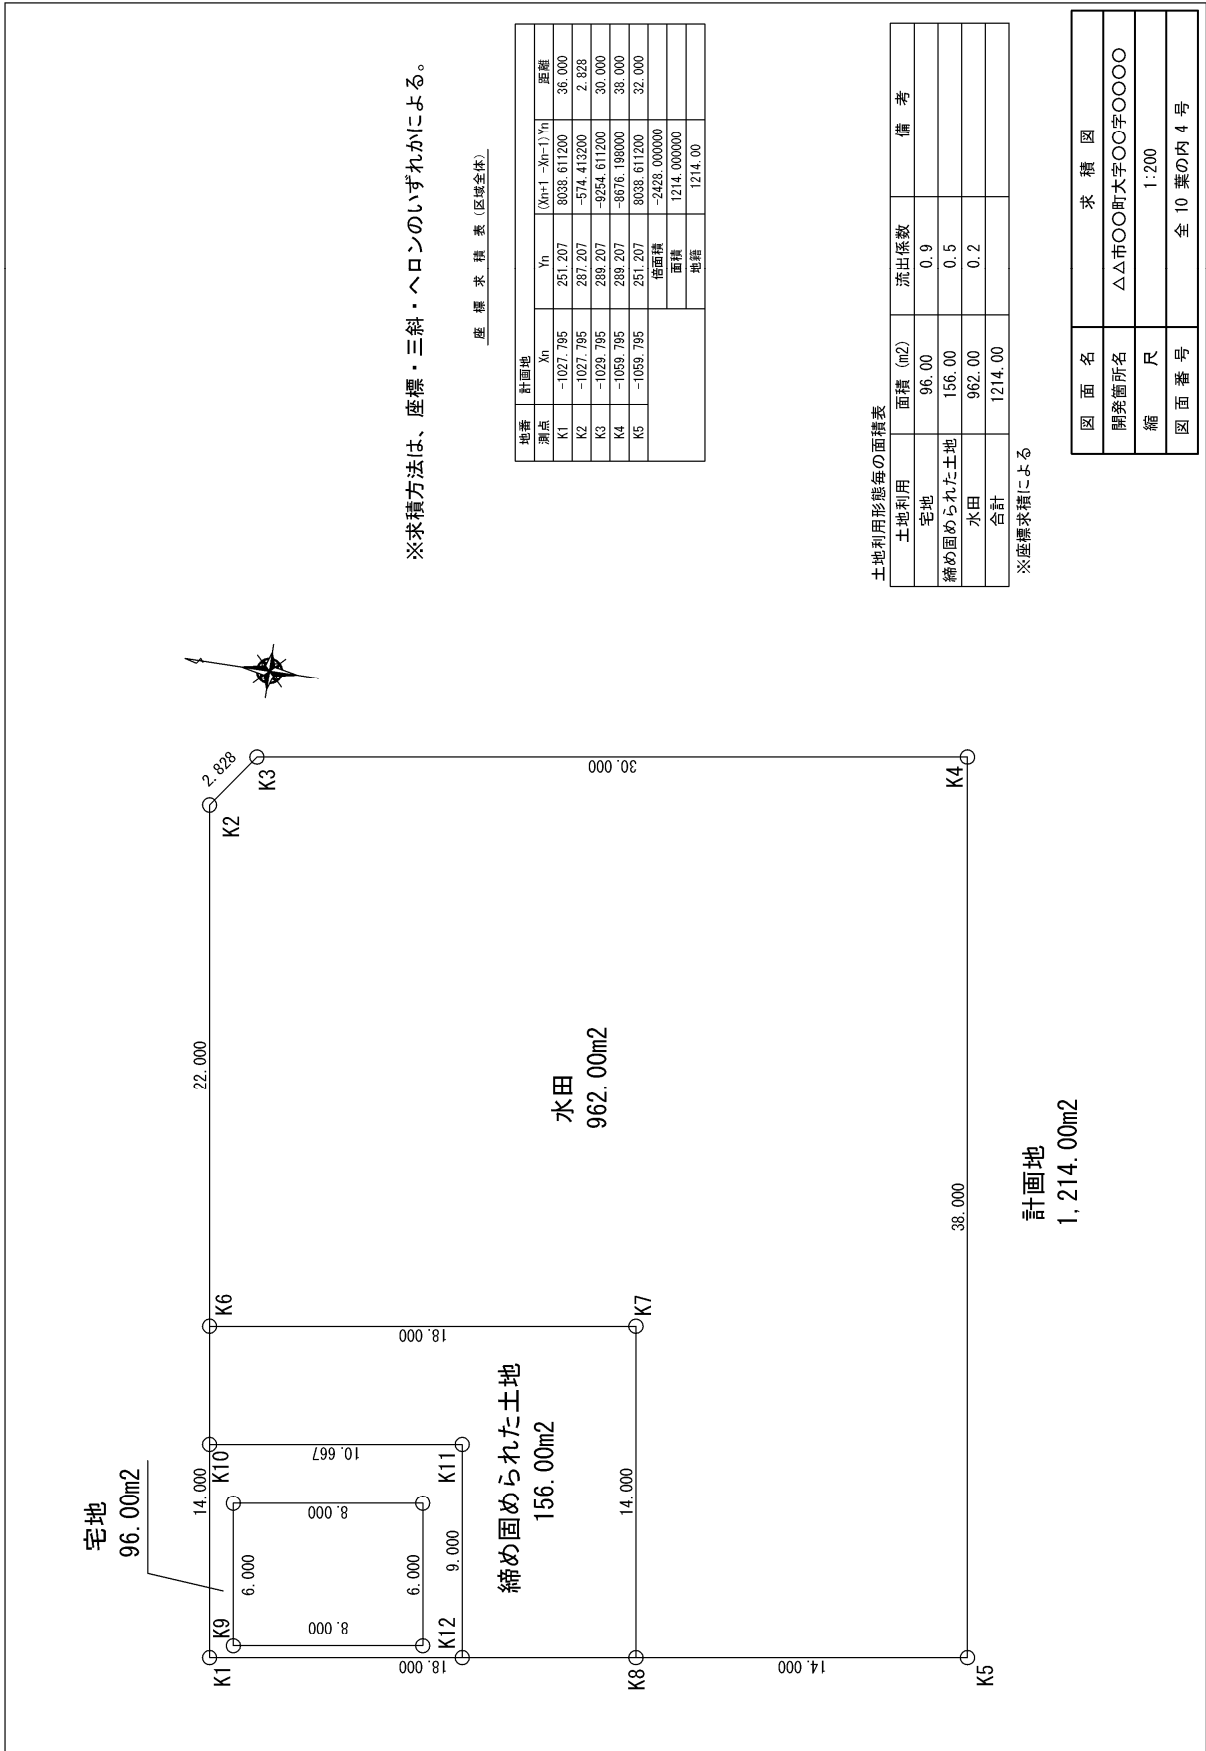 ※求積方法は、座標・三斜・ヘロンのいずれかによる。
座 標 求 積 表 (区域全体)
地番 計画地
測点 Xn Yn (Xn+1 -Xn-1)Yn 距離
K1 -1027.795 251.207 8038.611200 36.000
K2 -1027.795 287.207 -574.413200 2.828
K3 -1029.795 289.207 -9254.611200 30.000
K4 -1059.795 289.207 -8676.198000 38.000
K5 -1059.795 251.207 8038.611200 32.000
倍面積 -2428.000000
面積 1214.000000
地籍 1214.00
土地利用形態毎の面積表
土地利用 面積 (m2) 流出係数 備 考
宅地 96.00 0.9
締め固められた土地 156.00 0.5
水田 962.00 0.2
合計 1214.00
※座標求積による
図 面 名 求 積 図
開発箇所名 △△市〇〇町大字〇〇字〇〇〇〇
縮 尺 1:200
図 面 番 号 全 10 葉の内 4 号
宅地
96.00m2
K1
K9
14.000
K10
K6
22.000
K2
2.828
K3
6.000
8.000
8.000
6.000
10.667
18.000
18.000
K12
9.000
K11
締め固められた土地
156.00m2
水田
962.00m2
30.000
K8
14.000
K7
14.000
K5
38.000
K4
計画地
1,214.00m2